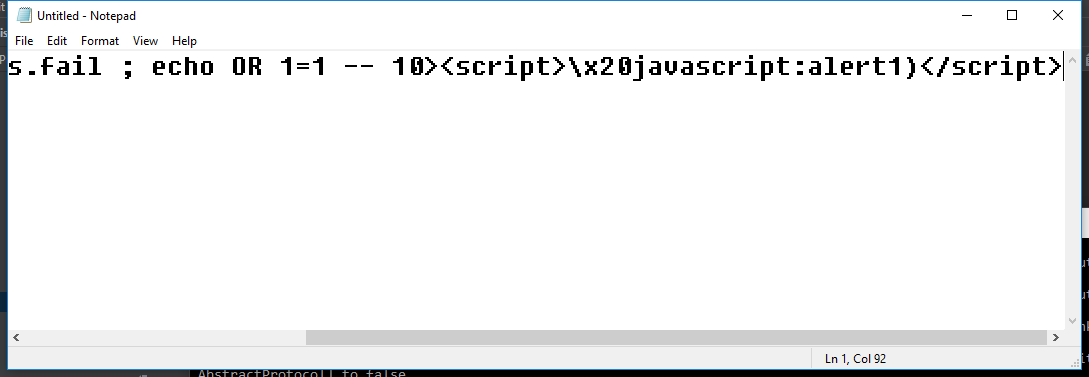 Untitled - Notepad
File Edit Format View Help
s.fail ; echo OR 1=1 -- 10><script>\x20javascript:alert1)</script>
Ln 1, Col 92
AbstractProtocol] to false